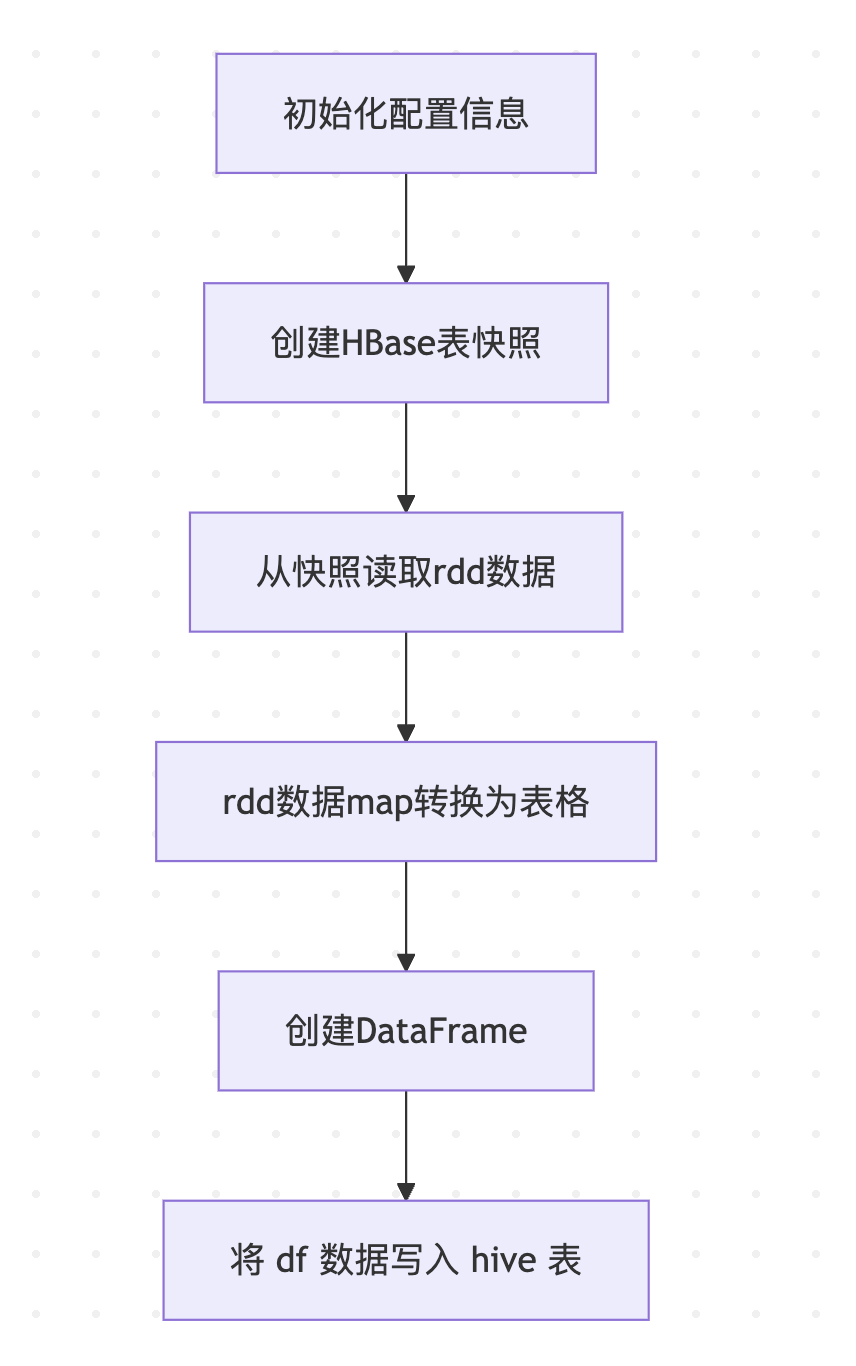 初始化配置信息
创建HBase表快照
从快照读取rdd数据
rdd数据map转换为表格
创建DataFrame
将 df 数据写入 hive 表